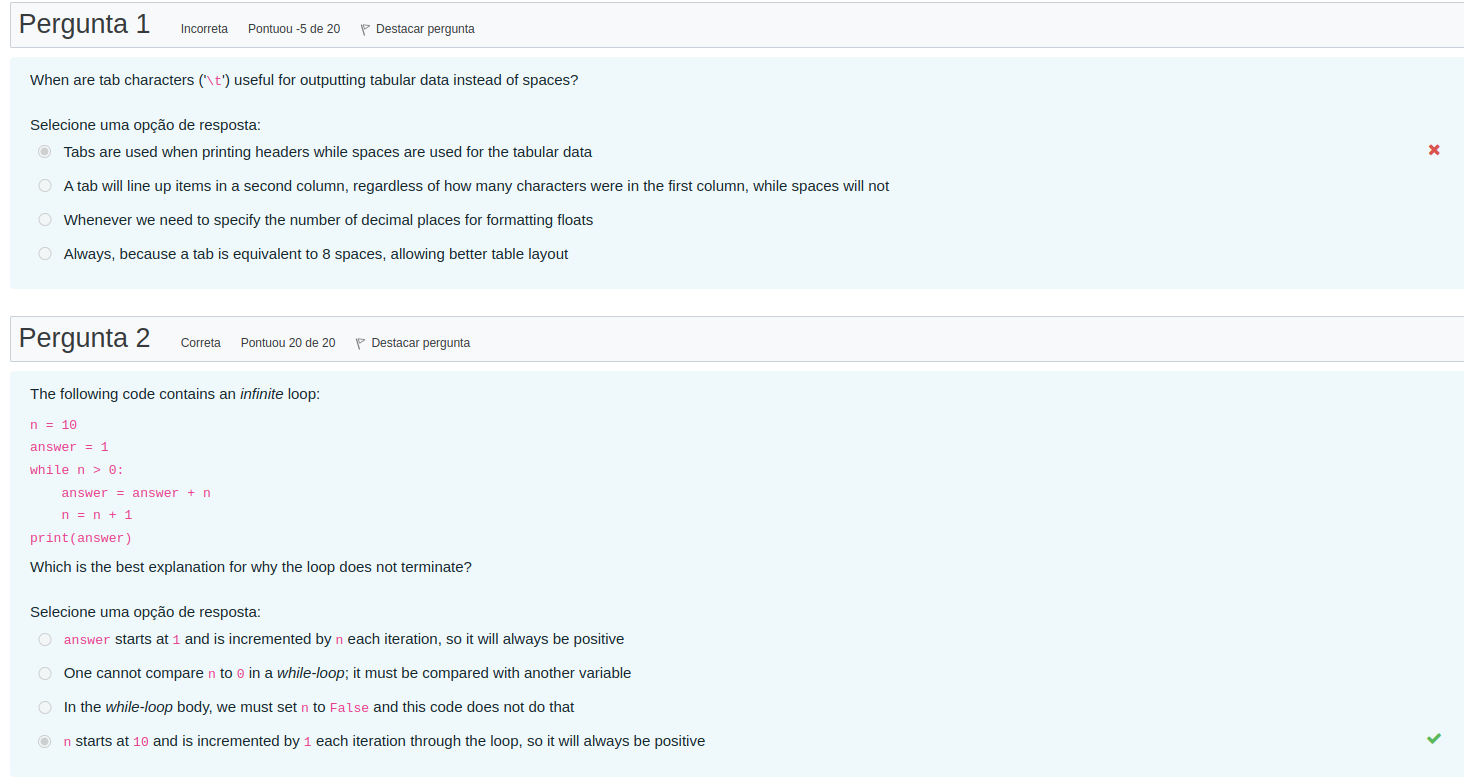 Pergunta 1 Incorreta Pontuou -5 de 20 Destacar pergunta
When are tab characters ('\t') useful for outputting tabular data instead of spaces?
Selecione uma opção de resposta:
Tabs are used when printing headers while spaces are used for the tabular data
A tab will line up items in a second column, regardless of how many characters were in the first column, while spaces will not
Whenever we need to specify the number of decimal places for formatting floats
Always, because a tab is equivalent to 8 spaces, allowing better table layout
Pergunta 2 Correta Pontuou 20 de 20 Destacar pergunta
The following code contains an infinite loop:
n = 10
answer = 1
while n > 0:
    answer = answer + n
    n = n + 1
print(answer)
Which is the best explanation for why the loop does not terminate?
Selecione uma opção de resposta:
answer starts at 1 and is incremented by n each iteration, so it will always be positive
One cannot compare n to 0 in a while-loop; it must be compared with another variable
In the while-loop body, we must set n to False and this code does not do that
n starts at 10 and is incremented by 1 each iteration through the loop, so it will always be positive